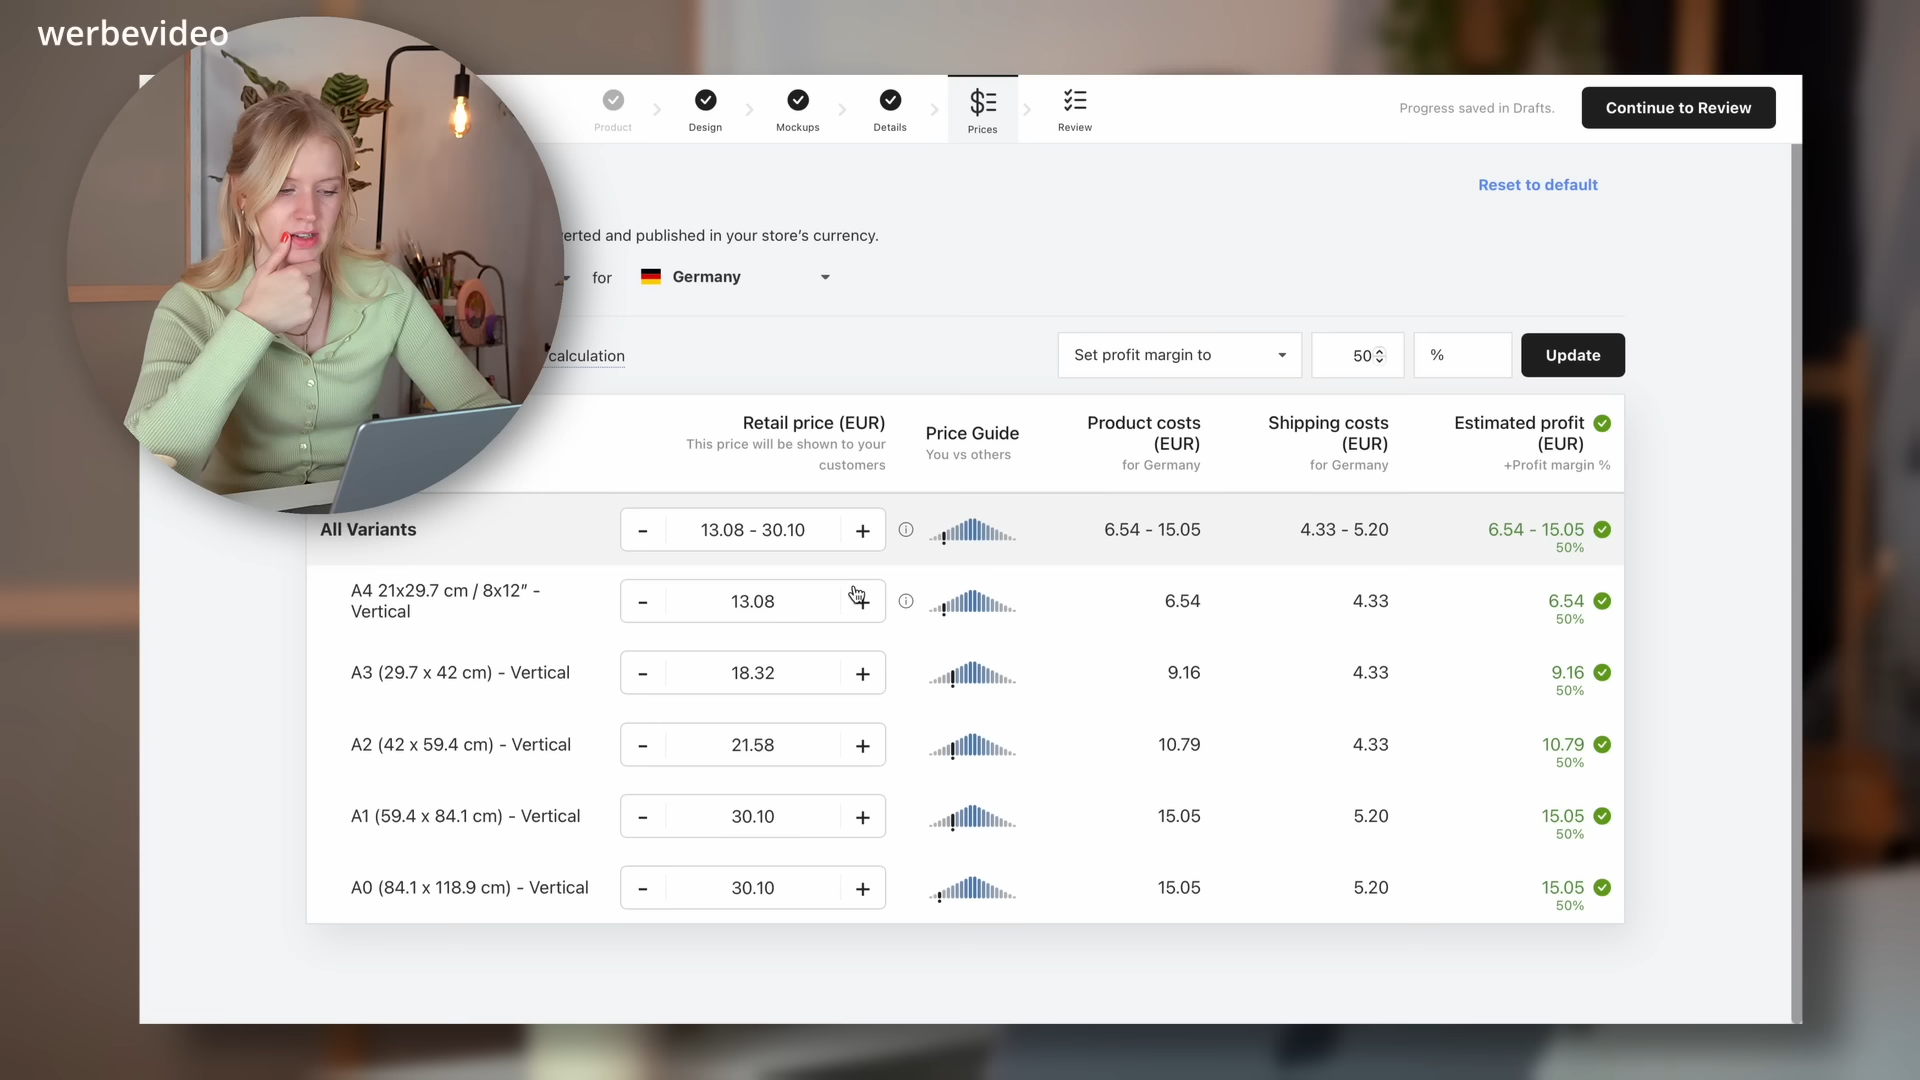 werbevideo
Product
Design
Mockups
Details
Prices
Review
Progress saved in Drafts.
Continue to Review
Reset to default
erted and published in your store's currency.
for
Germany
calculation
Set profit margin to
50
%
Update
Retail price (EUR)
This price will be shown to your
customers
Price Guide
You vs others
Product costs
(EUR)
for Germany
Shipping costs
(EUR)
for Germany
Estimated profit
(EUR)
+Profit margin %
All Variants
- 13.08 - 30.10 +
6.54 - 15.05
4.33 - 5.20
6.54 - 15.05
50%
A4 21x29.7 cm / 8x12” -
Vertical
- 13.08 +
6.54
4.33
6.54
50%
A3 (29.7 x 42 cm) - Vertical
- 18.32 +
9.16
4.33
9.16
50%
A2 (42 x 59.4 cm) - Vertical
- 21.58 +
10.79
4.33
10.79
50%
A1 (59.4 x 84.1 cm) - Vertical
- 30.10 +
15.05
5.20
15.05
50%
A0 (84.1 x 118.9 cm) - Vertical
- 30.10 +
15.05
5.20
15.05
50%